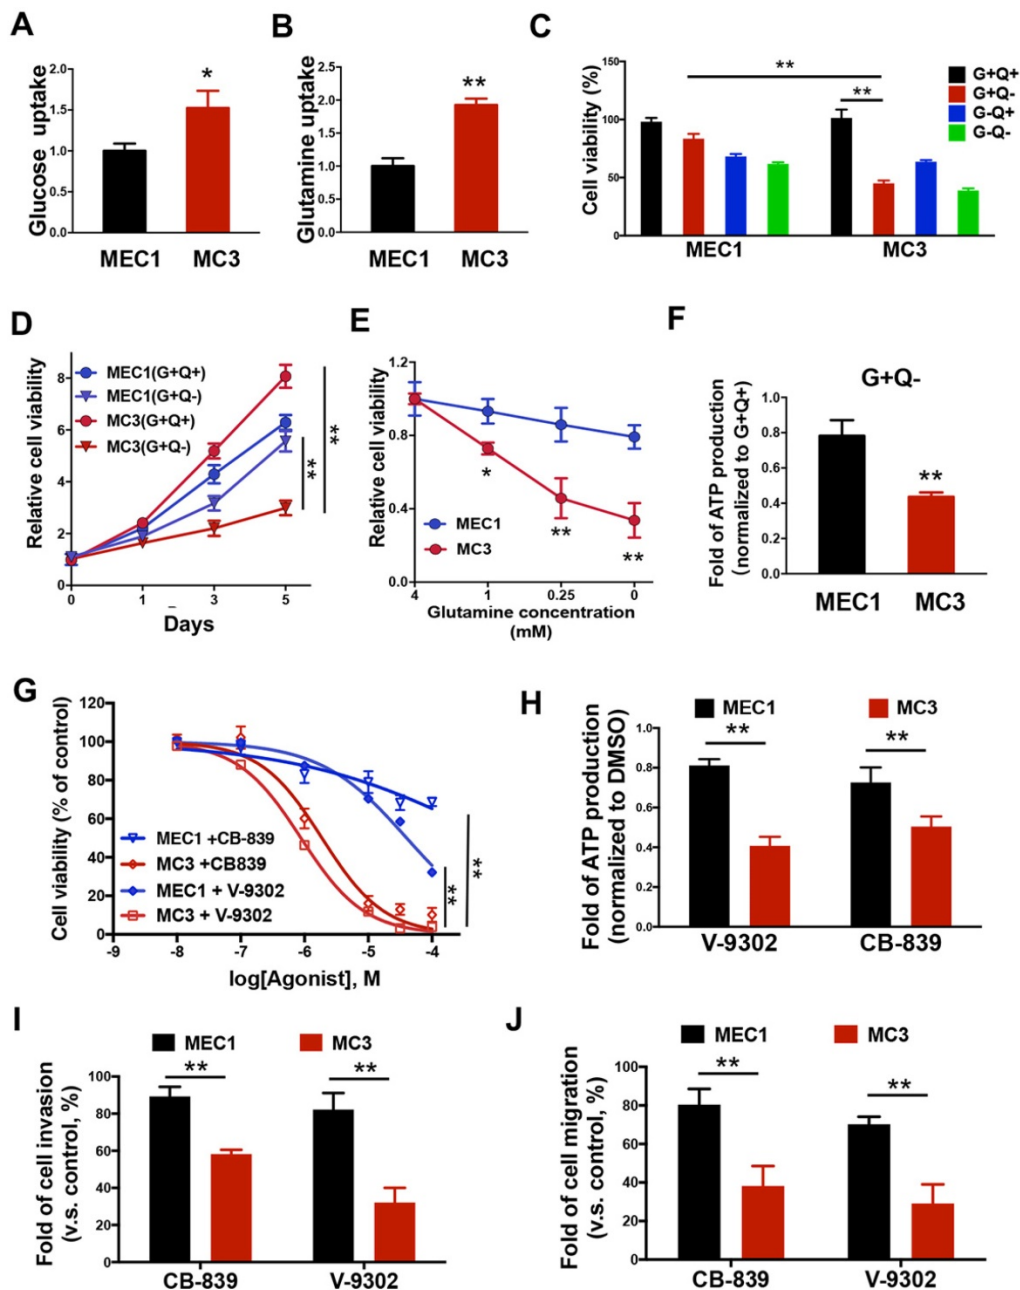 A
Glucose uptake
2.0
1.5
1.0
0.5
0.0
*
MEC1 MC3
B
Glutamine uptake
2.5
2.0
1.5
1.0
0.5
0.0
**
MEC1 MC3
C
Cell viability (%)
150
100
50
0
**
**
G+Q+
G+Q-
G-Q+
G-Q-
MEC1 MC3
D
Relative cell viability
8
6
4
2
0
MEC1(G+Q+)
MEC1(G+Q-)
MC3(G+Q+)
MC3(G+Q-)
**
**
0 1 3 5
Days
E
Relative cell viability
1.2
0.8
0.4
0.0
*
**
**
MEC1
MC3
4 1 0.25 0
Glutamine concentration
(mM)
F
G+Q-
Fold of ATP production
(normalized to G+Q+)
1.0
0.8
0.6
0.4
0.2
0.0
**
MEC1 MC3
G
Cell viability (% of control)
120
100
80
60
40
20
0
MEC1 +CB-839
MC3 +CB839
MEC1 + V-9302
MC3 + V-9302
**
**
-9 -8 -7 -6 -5 -4
log[Agonist], M
H
MEC1 MC3
Fold of ATP production
(normalized to DMSO)
0.8
0.6
0.4
0.2
0.0
** **
V-9302 CB-839
I
MEC1 MC3
Fold of cell invasion
(v.s. control, %)
100
80
60
40
20
0
** **
CB-839 V-9302
J
MEC1 MC3
Fold of cell migration
(v.s. control, %)
100
80
60
40
20
0
** **
CB-839 V-9302